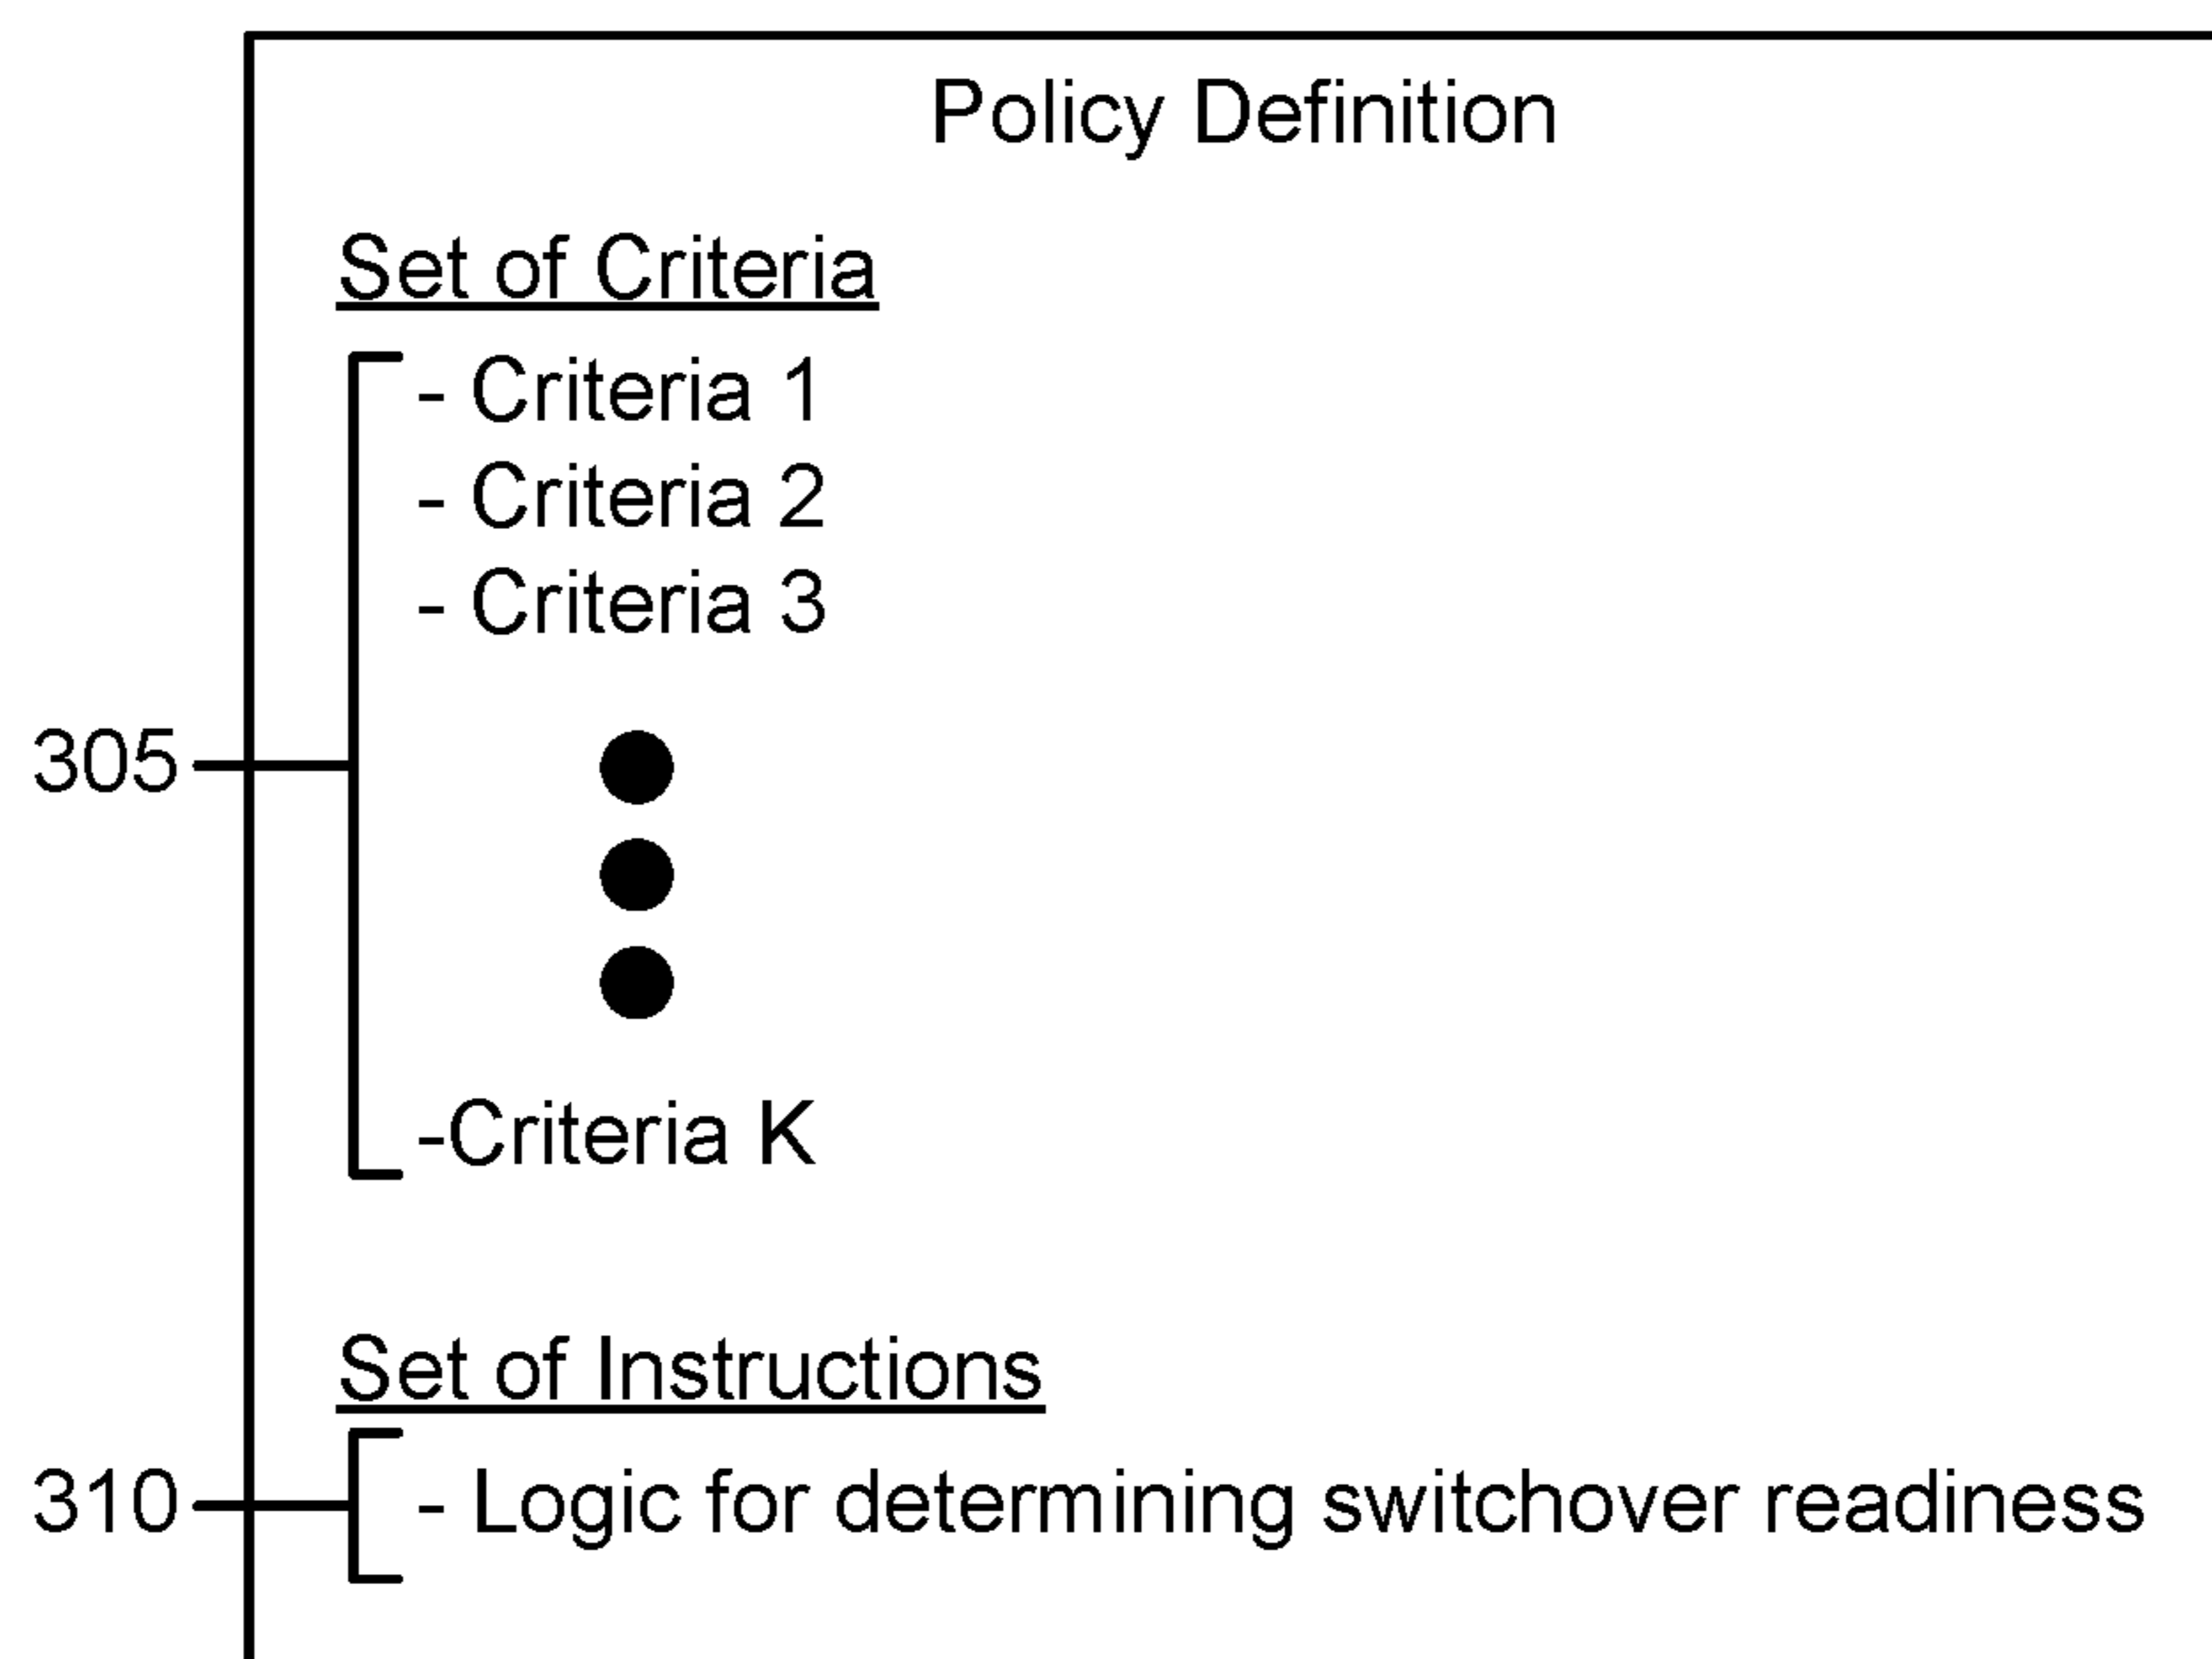 Policy Definition
Set of Criteria
- Criteria 1
- Criteria 2
- Criteria 3
305
-Criteria K
Set of Instructions
310 - Logic for determining switchover readiness